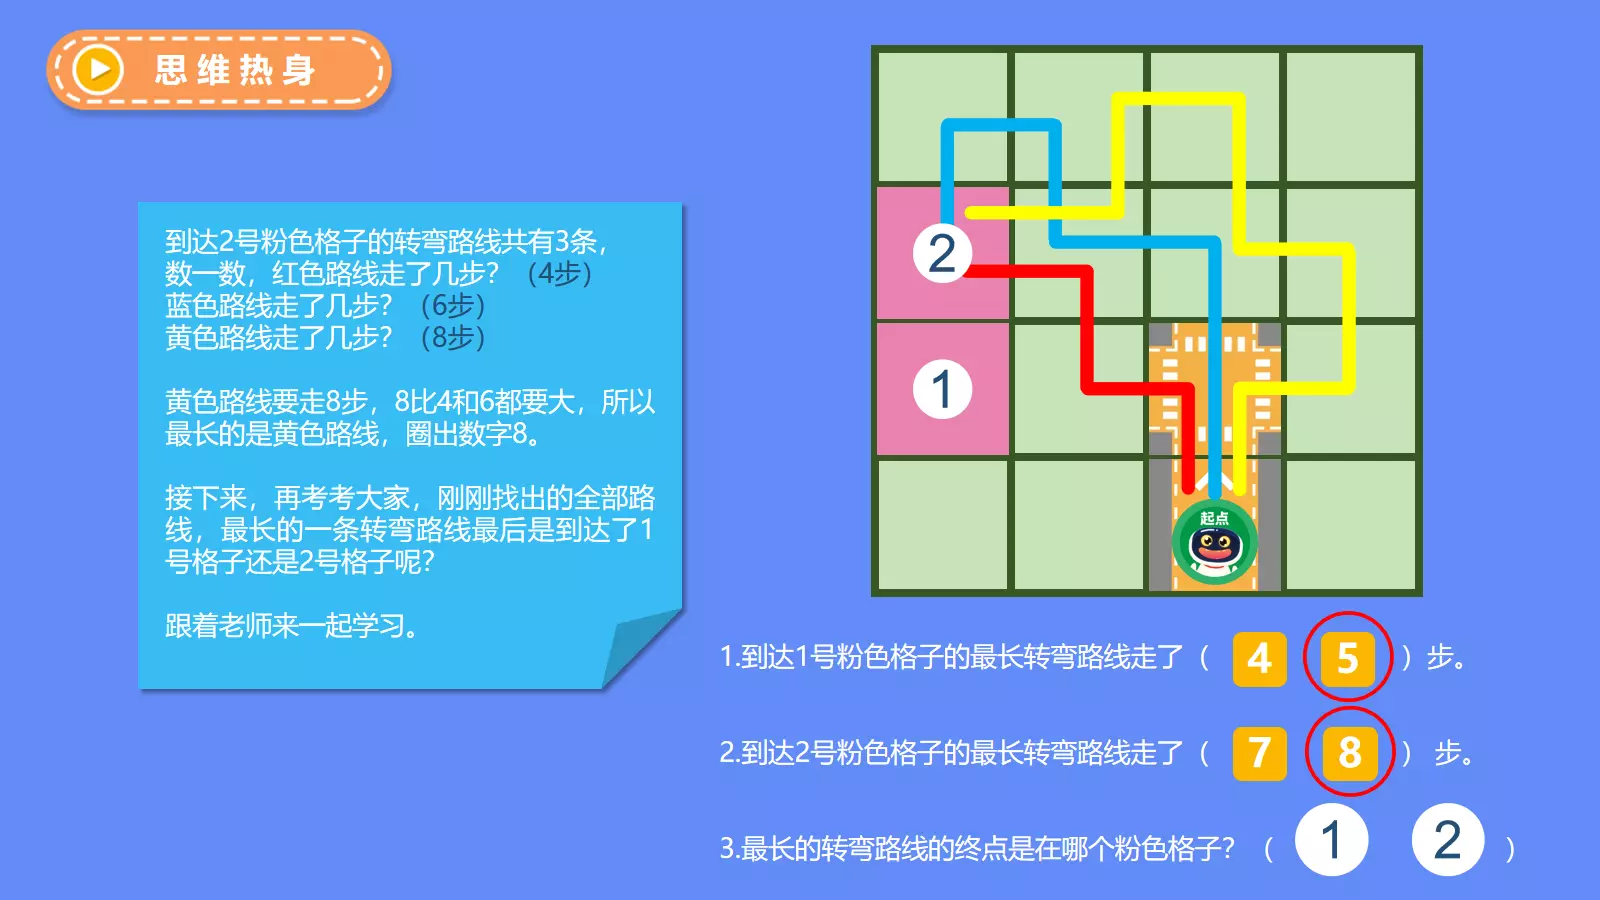 思维热身
到达2号粉色格子的转弯路线共有3条，
数一数，红色路线走了几步？（4步）
蓝色路线走了几步？（6步）
黄色路线走了几步？（8步）
黄色路线要走8步，8比4和6都要大，所以
最长的是黄色路线，圈出数字8。
接下来，再考考大家，刚刚找出的全部路
线，最长的一条转弯路线最后是到达了1
号格子还是2号格子呢？
跟着老师来一起学习。
2
1
起点
1.到达1号粉色格子的最长转弯路线走了（ 4 5 ）步。
2.到达2号粉色格子的最长转弯路线走了（ 7 8 ） 步。
3.最长的转弯路线的终点是在哪个粉色格子？（ 1 2 ）